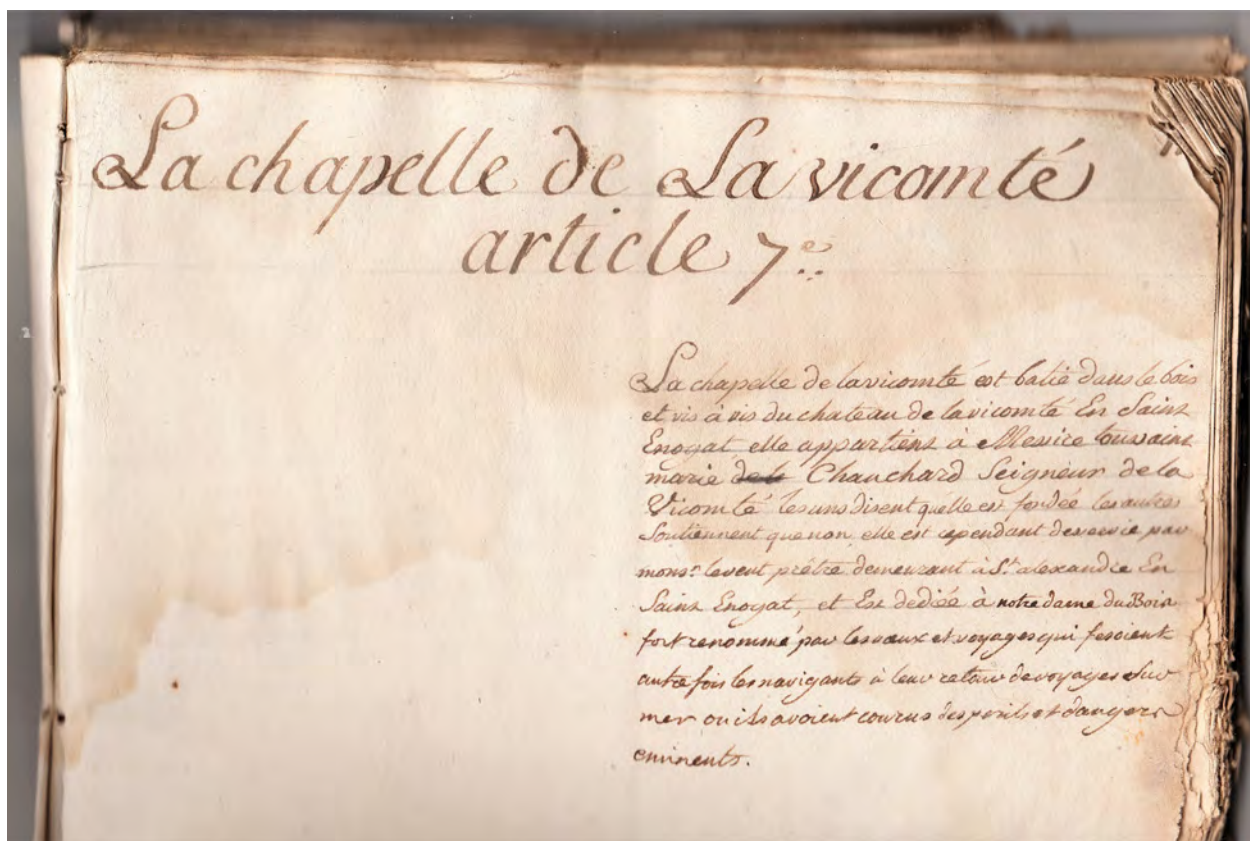 La chapelle de La vicomté
article 7e.
La chapelle de la vicomté est batie dans le bois
et vis à vis du chateau de la vicomté En Saint
Enogat elle appartient à Messire toussaint
marie de la Chauchard Seigneur de la
Vicomté les uns disent qu'elle est fondée les autres
Soutiennent que non, elle est cependant desservie par
monsr. levent prêtre demeurant à St. alexandre En
Saint Enogat, et Est dediée à notre dame du Bois
fort renommé par les vœux et voyages qui fesoient
autre fois les navigants à leur retour de voyages Sur
mer ou ils avoient courus des perils et dangers
eminents.